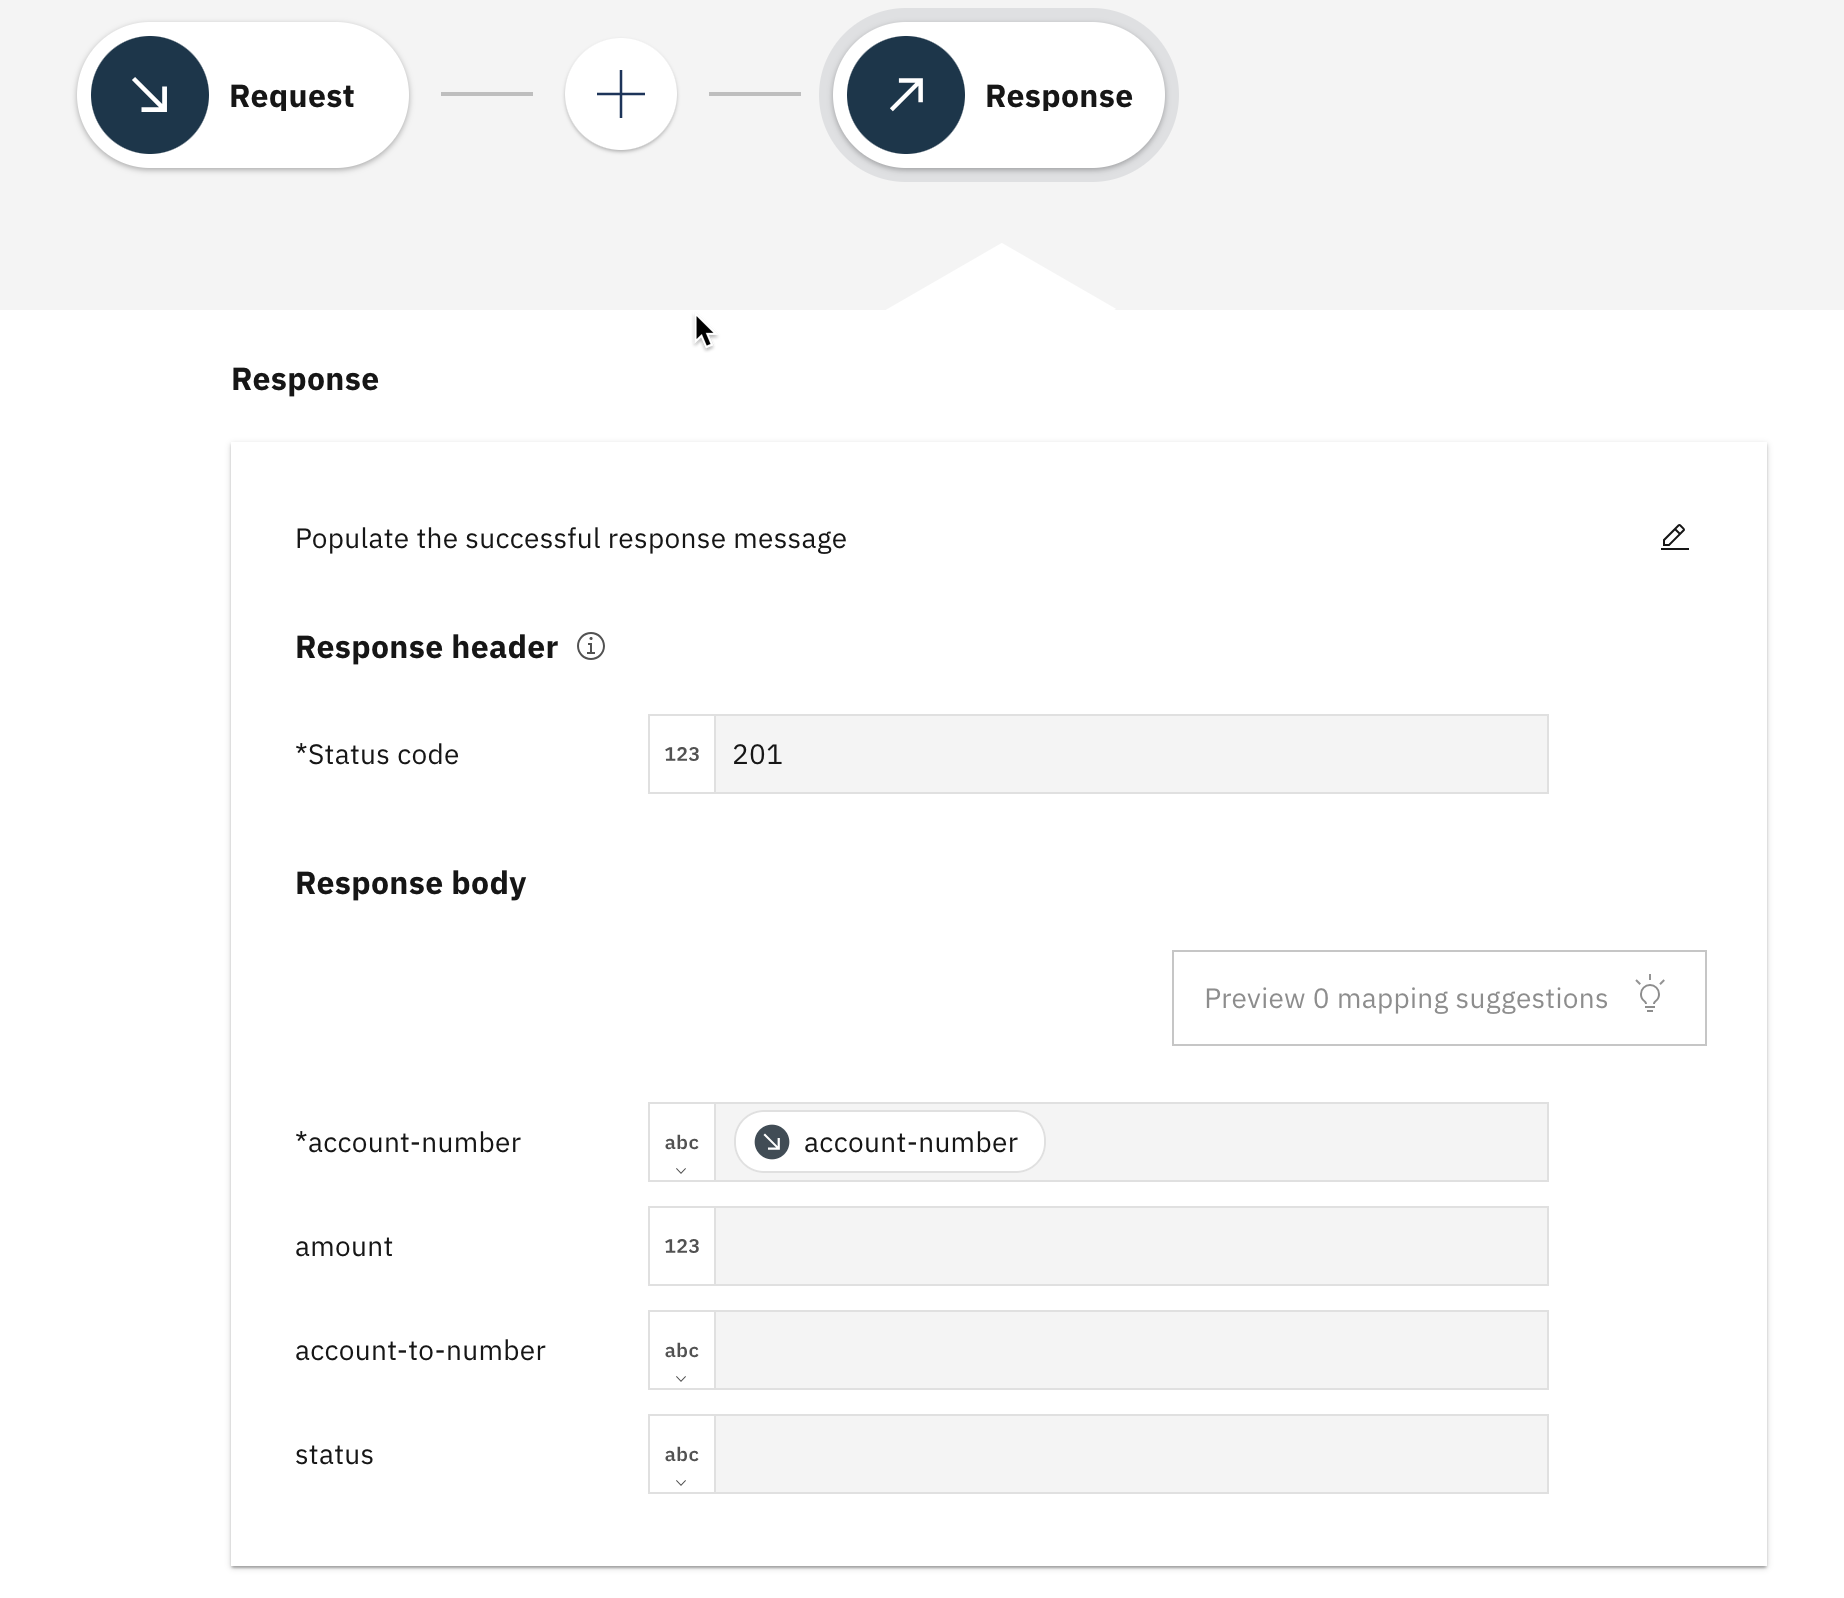 Request
Response
Response
Populate the successful response message
Response header
*Status code 123 201
Response body
Preview 0 mapping suggestions
*account-number abc account-number
amount 123
account-to-number abc
status abc